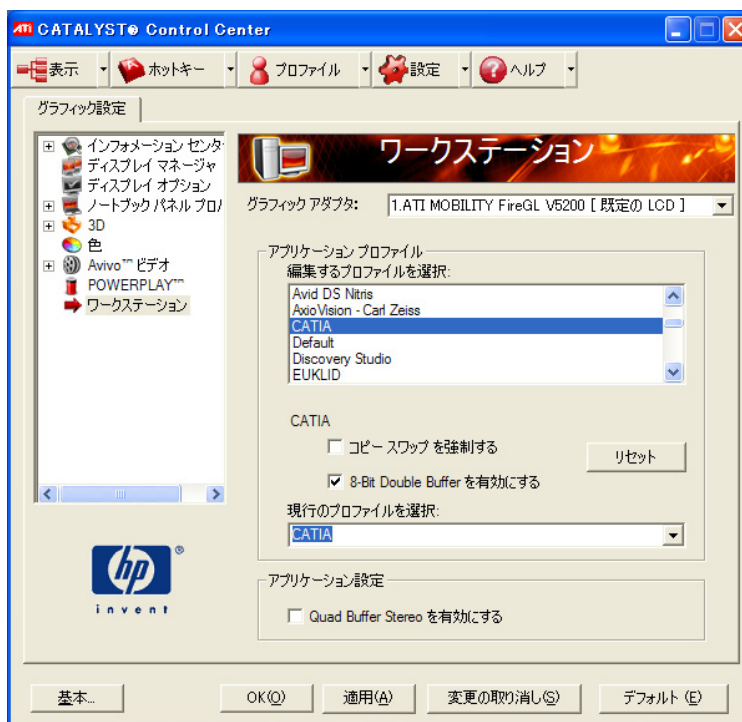 ATI CATALYST® Control Center
表示
ホットキー
プロファイル
設定
ヘルプ
グラフィック設定
インフォメーション センタ
ディスプレイ マネージャ
ディスプレイ オプション
ノートブック パネル プロパ
3D
色
Avivo™ ビデオ
POWERPLAY™
ワークステーション
ワークステーション
グラフィック アダプタ:
1.ATI MOBILITY FireGL V5200 [ 既定の LCD ]
アプリケーション プロファイル
編集するプロファイルを選択:
Avid DS Nitris
AxioVision - Carl Zeiss
CATIA
Default
Discovery Studio
EUKLID
CATIA
コピー スワップ を強制する
リセット
8-Bit Double Buffer を有効にする
現行のプロファイルを選択:
CATIA
アプリケーション設定
Quad Buffer Stereo を有効にする
hp ®
invent
基本...
OK(O)
適用(A)
変更の取り消し(S)
デフォルト (E)